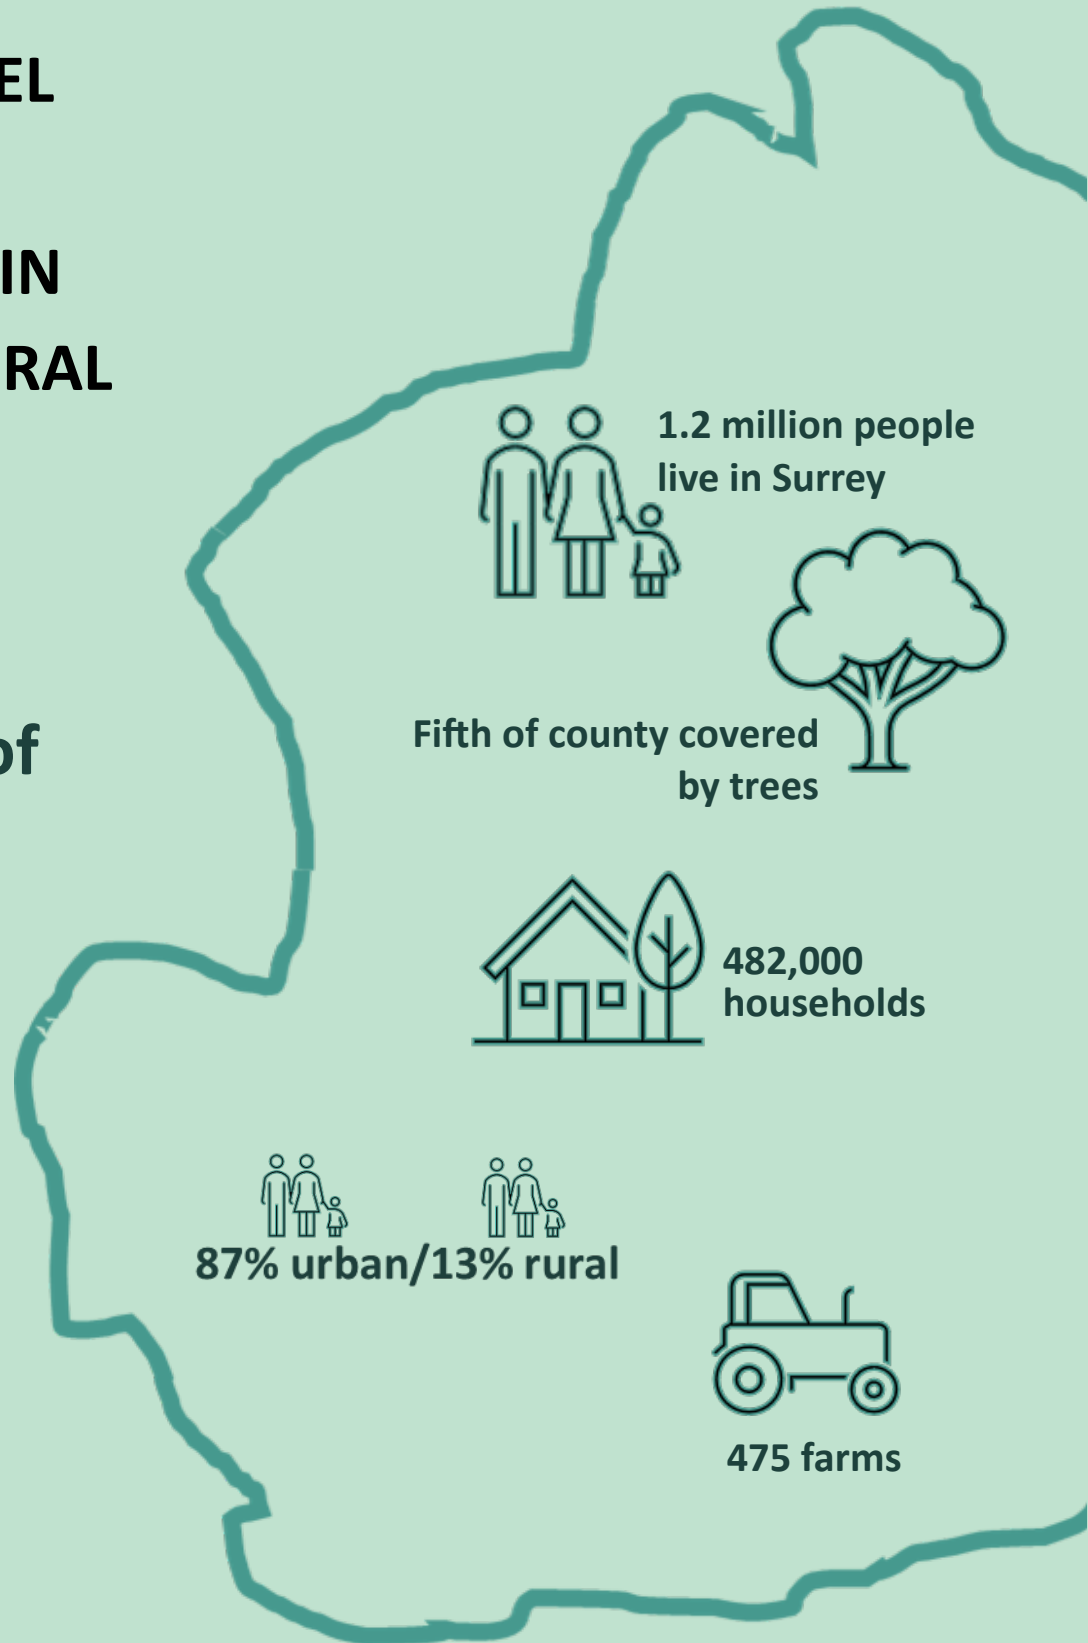 EL
IN
RAL
1.2 million people
live in Surrey
of
Fifth of county covered
by trees
482,000
households
87% urban/13% rural
475 farms